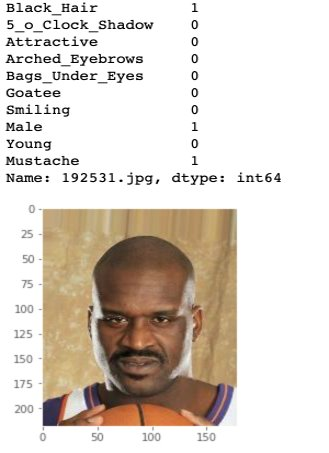 Black_Hair 1
5_o_Clock_Shadow 0
Attractive 0
Arched_Eyebrows 0
Bags_Under_Eyes 0
Goatee 0
Smiling 0
Male 1
Young 0
Mustache 1
Name: 192531.jpg, dtype: int64
0
25
50
75
100
125
150
175
200
0 50 100 150